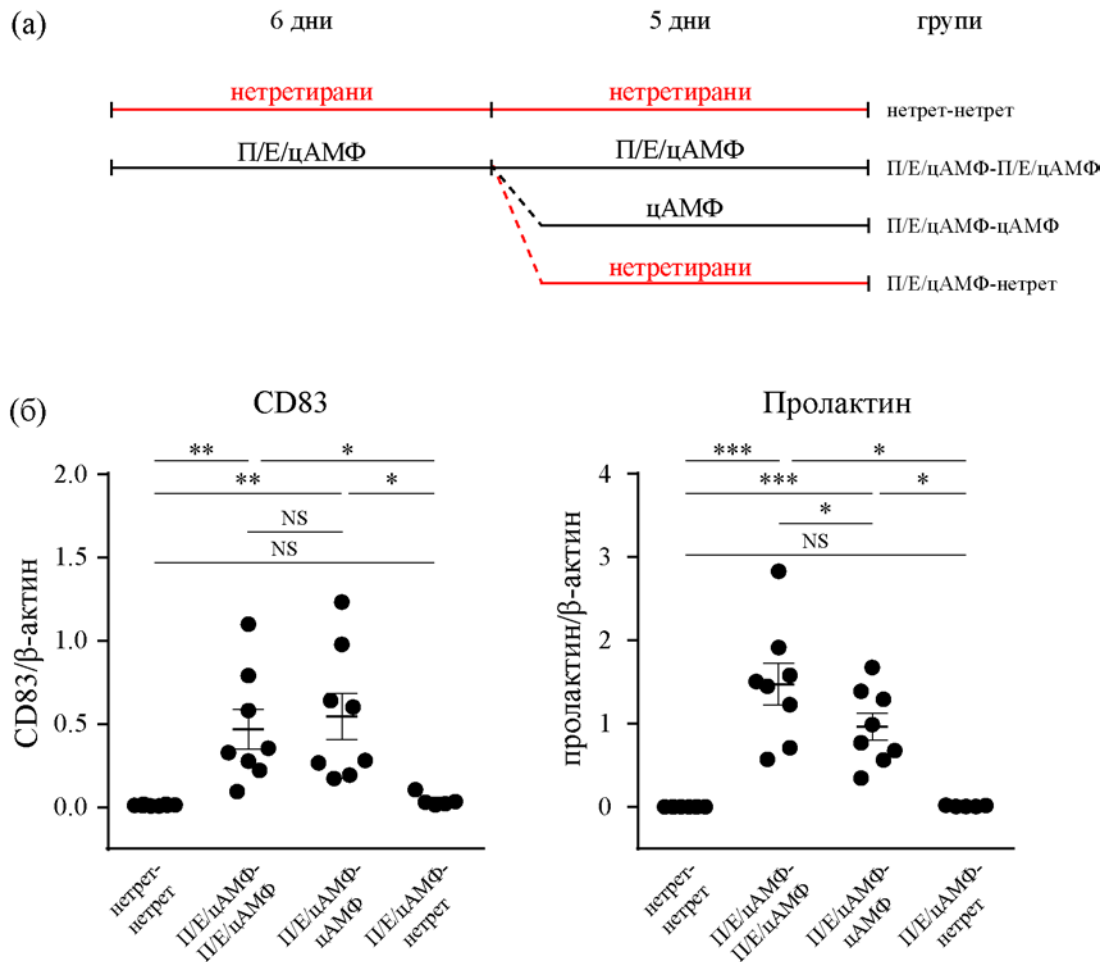 (а)
6 дни
5 дни
групи
нетретирани
нетретирани
нетрет-нетрет
П/Е/цАМФ
П/Е/цАМФ
П/Е/цАМФ-П/Е/цАМФ
цАМФ
П/Е/цАМФ-цАМФ
нетретирани
П/Е/цАМФ-нетрет
(б)
CD83
**
*
**
*
NS
NS
2.0
1.5
1.0
0.5
0.0
CD83/β-актин
нетрет-
нетрет
П/Е/цАМФ-
П/Е/цАМФ
П/Е/цАМФ-
цАМФ
П/Е/цАМФ-
нетрет
Пролактин
***
*
***
*
*
NS
4
3
2
1
0
пролактин/β-актин
нетрет-
нетрет
П/Е/цАМФ-
П/Е/цАМФ
П/Е/цАМФ-
цАМФ
П/Е/цАМФ-
нетрет